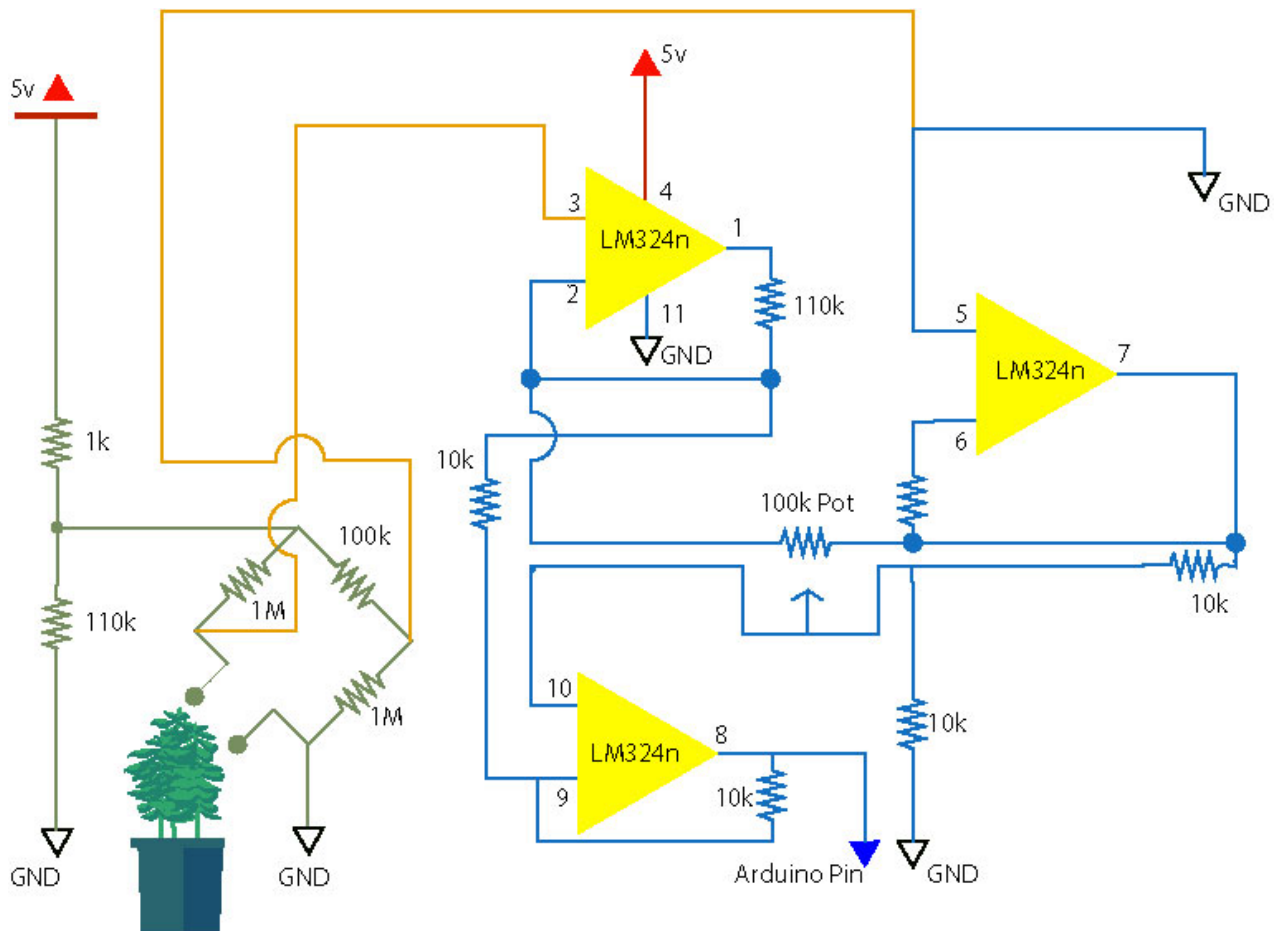 5v
5v
3
4
1
LM324n
2
11
110k
GND
GND
5
7
LM324n
6
1k
10k
100k Pot
100k
10k
1M
110k
1M
10
8
LM324n
10k
9
10k
GND
GND
Arduino Pin
GND